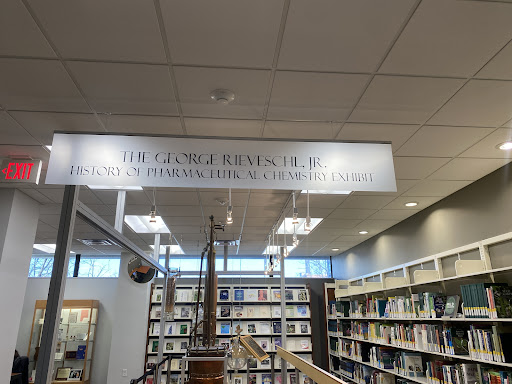 THE GEORGE RIEVESCHL, JR.
HISTORY OF PHARMACEUTICAL CHEMISTRY EXHIBIT
EXIT